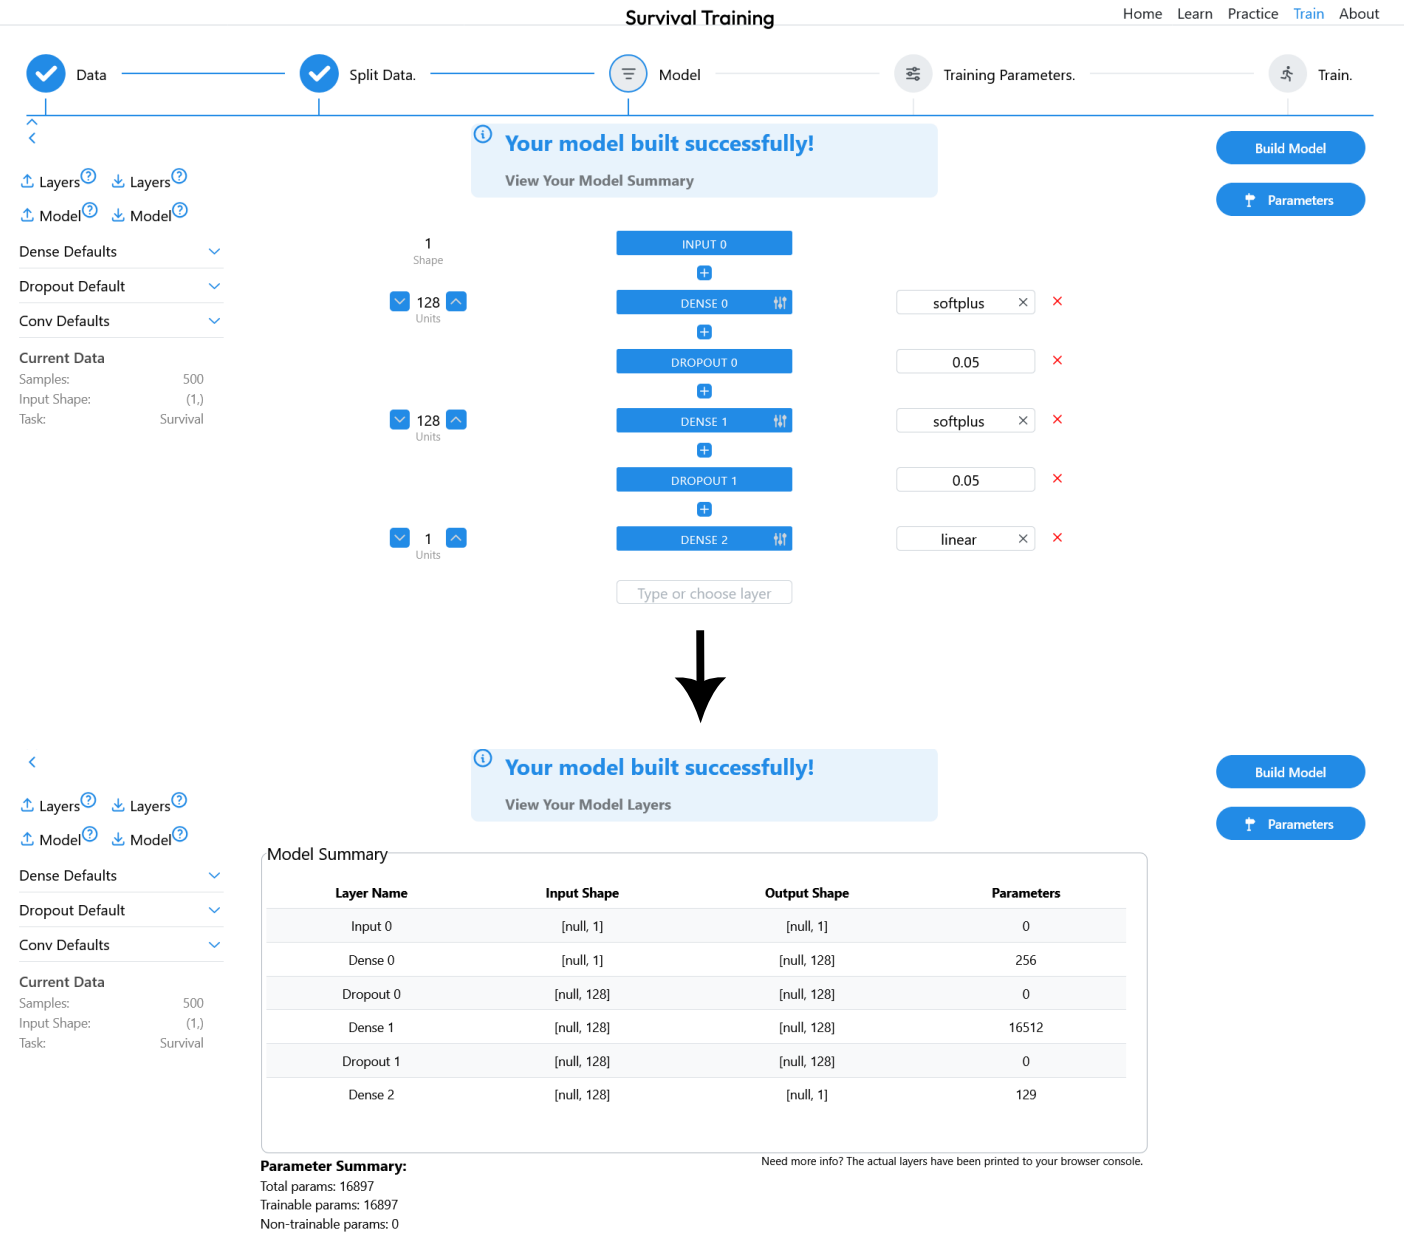 Survival Training
Home Learn Practice Train About
Data Split Data. Model Training Parameters. Train.
Your model built successfully!
View Your Model Summary
Build Model
Parameters
Layers Layers
Model Model
Dense Defaults
Dropout Default
Conv Defaults
Current Data
Samples: 500
Input Shape: (1,)
Task: Survival
1 INPUT 0
Shape
128 DENSE 0 softplus
Units
DROPOUT 0 0.05
128 DENSE 1 softplus
Units
DROPOUT 1 0.05
1 DENSE 2 linear
Units
Type or choose layer
Your model built successfully!
View Your Model Layers
Build Model
Parameters
Layers Layers
Model Model
Dense Defaults
Dropout Default
Conv Defaults
Current Data
Samples: 500
Input Shape: (1,)
Task: Survival
Model Summary
Layer Name Input Shape Output Shape Parameters
Input 0 [null, 1] [null, 1] 0
Dense 0 [null, 1] [null, 128] 256
Dropout 0 [null, 128] [null, 128] 0
Dense 1 [null, 128] [null, 128] 16512
Dropout 1 [null, 128] [null, 128] 0
Dense 2 [null, 128] [null, 1] 129
Need more info? The actual layers have been printed to your browser console.
Parameter Summary:
Total params: 16897
Trainable params: 16897
Non-trainable params: 0